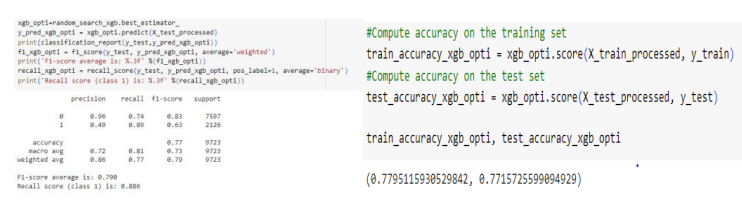 xgb_opti=random_search_xgb.best_estimator_
y_pred_xgb_opti = xgb_opti.predict(X_test_processed)
print(classification_report(y_test,y_pred_xgb_opti))
f1_xgb_opti = f1_score(y_test, y_pred_xgb_opti, average='weighted')
print('F1-score average is: %.3f' %(f1_xgb_opti))
recall_xgb_opti = recall_score(y_test, y_pred_xgb_opti, pos_label=1, average='binary')
print('Recall score (class 1) is: %.3f' %(recall_xgb_opti))
precision recall f1-score support
0 0.96 0.74 0.83 7597
1 0.49 0.89 0.63 2126
accuracy 0.77 9723
macro avg 0.72 0.81 0.73 9723
weighted avg 0.86 0.77 0.79 9723
F1-score average is: 0.790
Recall score (class 1) is: 0.886
#Compute accuracy on the training set
train_accuracy_xgb_opti = xgb_opti.score(X_train_processed, y_train)
#Compute accuracy on the test set
test_accuracy_xgb_opti = xgb_opti.score(X_test_processed, y_test)
train_accuracy_xgb_opti, test_accuracy_xgb_opti
(0.7795115930529842, 0.7715725599094929)